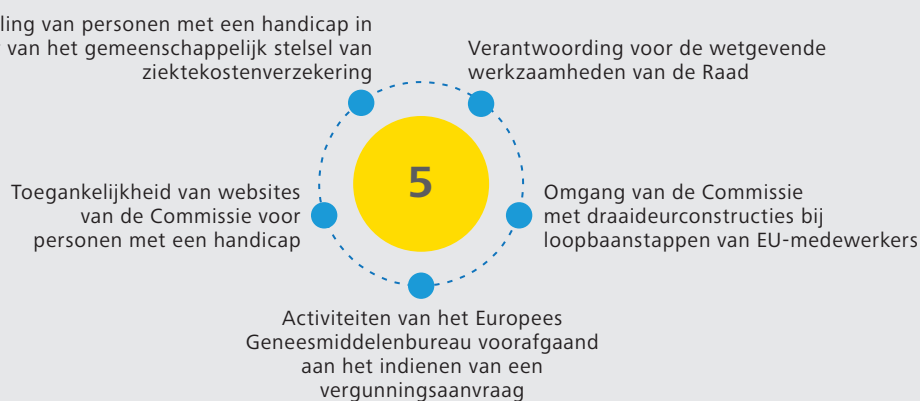 van personen met een handicap in
van het gemeenschappelijk stelsel van
ziektekostenverzekering
Verantwoording voor de wetgevende
werkzaamheden van de Raad
5
Toegankelijkheid van websites
van de Commissie voor
personen met een handicap
Omgang van de Commissie
met draaideurconstructies bij
loopbaanstappen van EU-medewerkers
Activiteiten van het Europees
Geneesmiddelenbureau voorafgaand
aan het indienen van een
vergunningsaanvraag